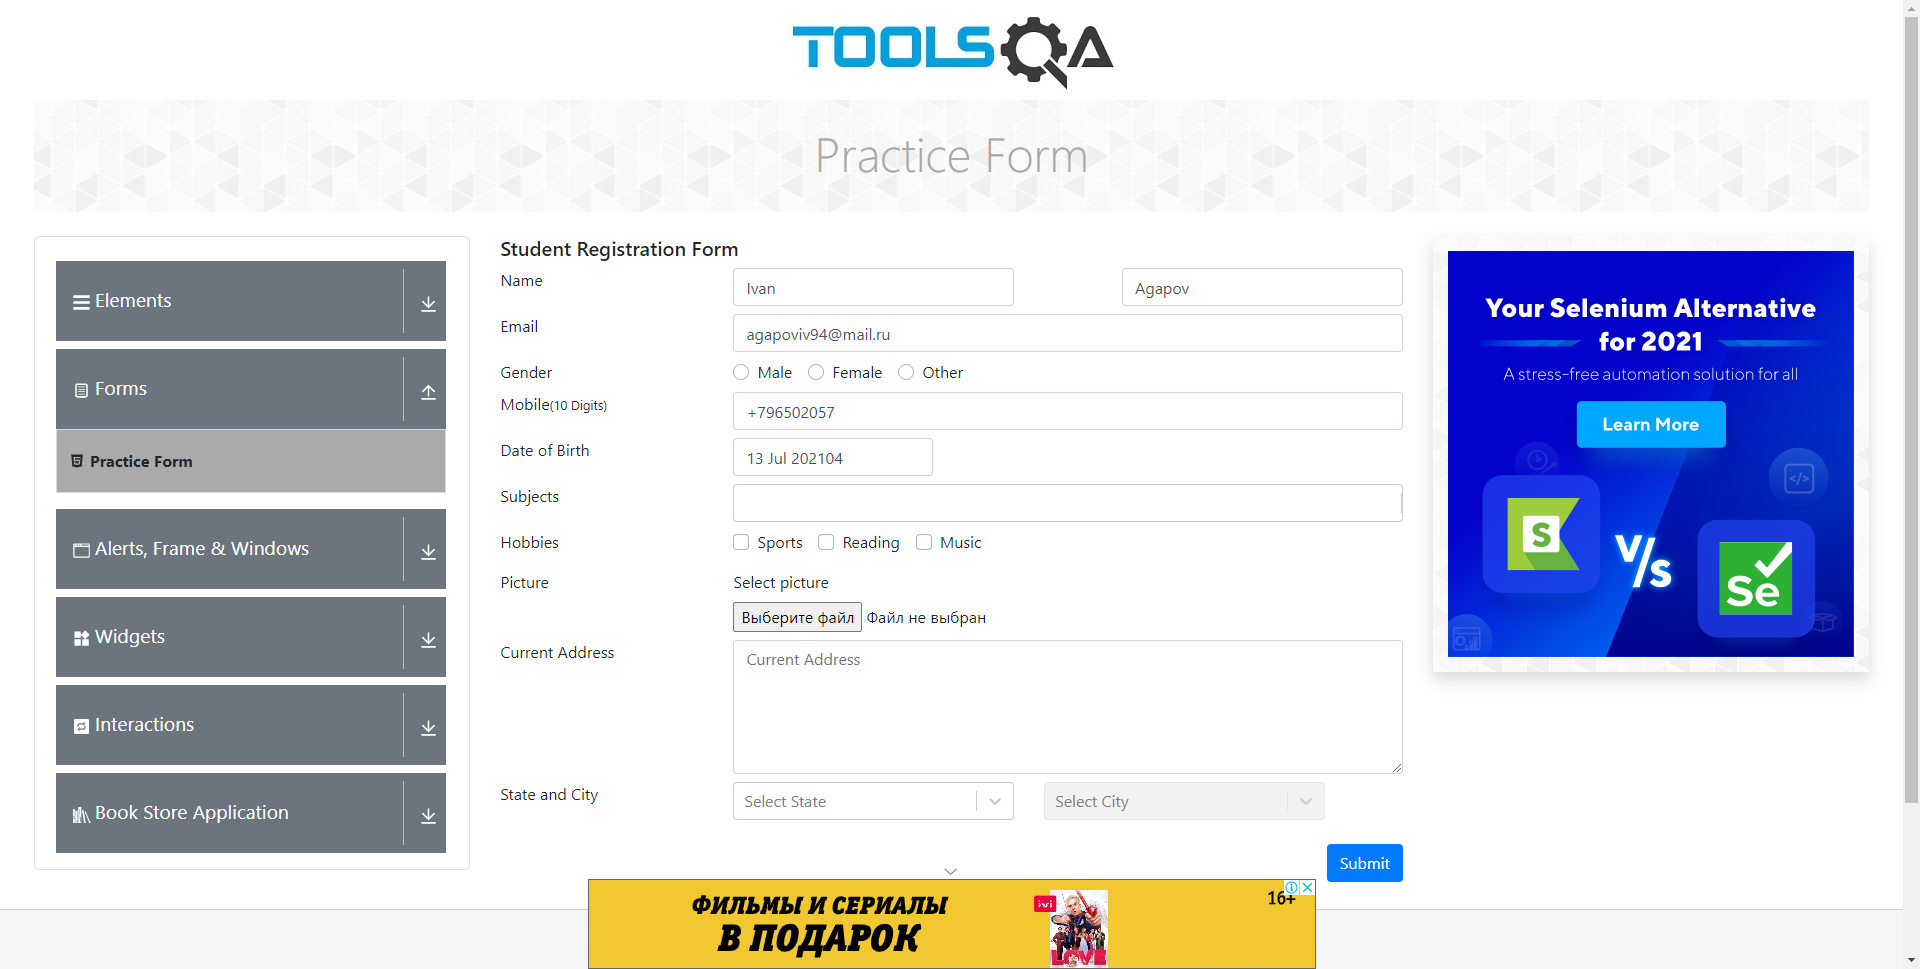 TOOLSQA
Practice Form
Elements
Forms
Practice Form
Alerts, Frame & Windows
Widgets
Interactions
Book Store Application
Student Registration Form
Name
Ivan
Agapov
Email
agapoviv94@mail.ru
Gender
Male
Female
Other
Mobile(10 Digits)
+796502057
Date of Birth
13 Jul 202104
Subjects
Hobbies
Sports
Reading
Music
Picture
Select picture
Выберите файл Файл не выбран
Current Address
Current Address
State and City
Select State
Select City
Submit
Your Selenium Alternative
for 2021
A stress-free automation solution for all
Learn More
S
V/s
Se
</>
ФИЛЬМЫ И СЕРИАЛЫ
В ПОДАРОК
ivi
LOVE
16+